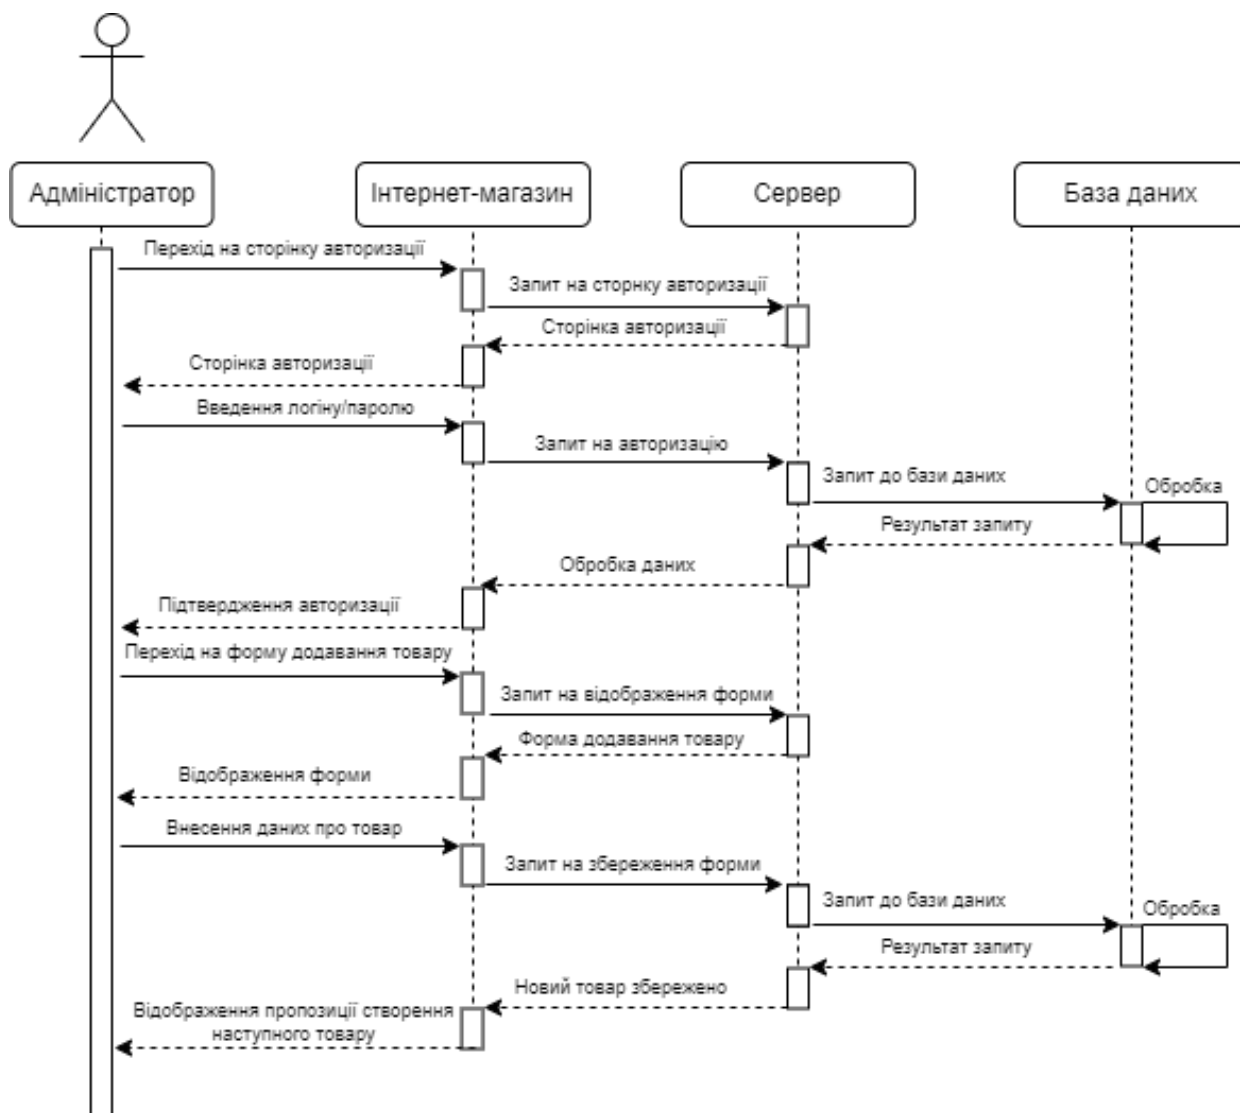 Адміністратор
Інтернет-магазин
Сервер
База даних
Перехід на сторінку авторизації
Запит на сторнку авторизації
Сторінка авторизації
Сторінка авторизації
Введення логіну/паролю
Запит на авторизацію
Запит до бази даних
Обробка
Результат запиту
Обробка даних
Підтвердження авторизації
Перехід на форму додавання товару
Запит на відображення форми
Форма додавання товару
Відображення форми
Внесення даних про товар
Запит на збереження форми
Запит до бази даних
Обробка
Результат запиту
Новий товар збережено
Відображення пропозиції створення
наступного товару